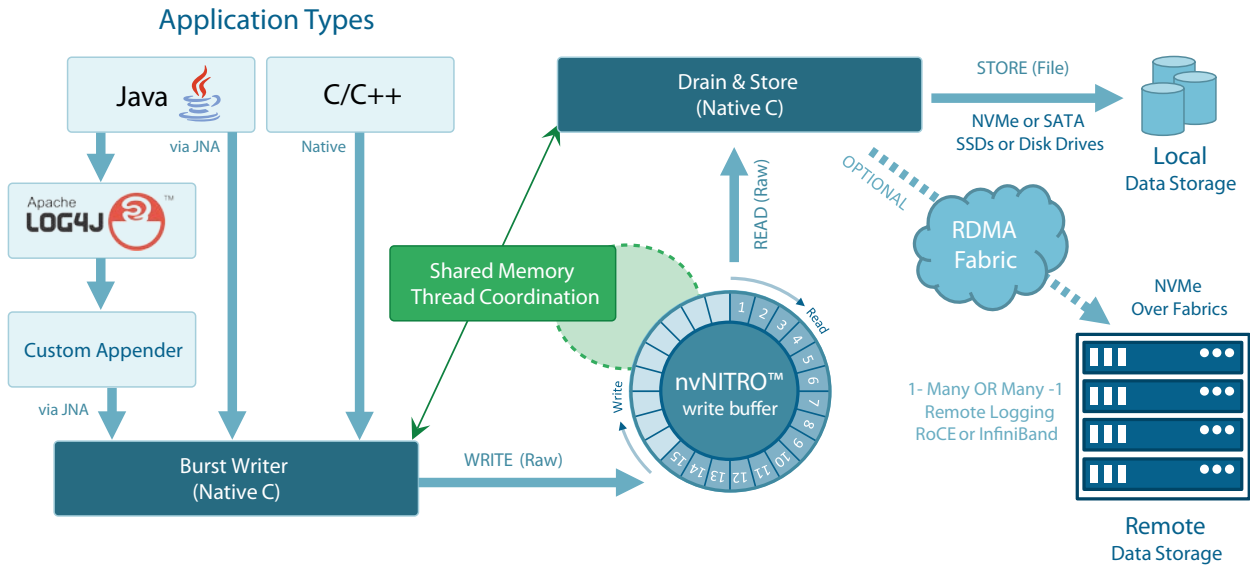 Application Types
Java
C/C++
via JNA
Native
Apache
LOG4J
™
Custom Appender
via JNA
Burst Writer
(Native C)
WRITE (Raw)
Shared Memory
Thread Coordination
Drain & Store
(Native C)
READ (Raw)
nvNITRO™
write buffer
Write
Read
1
2
3
4
5
6
7
8
9
10
11
12
13
14
15
STORE (File)
NVMe or SATA
SSDs or Disk Drives
Local
Data Storage
OPTIONAL
RDMA
Fabric
NVMe
Over Fabrics
1- Many OR Many -1
Remote Logging
RoCE or InfiniBand
Remote
Data Storage